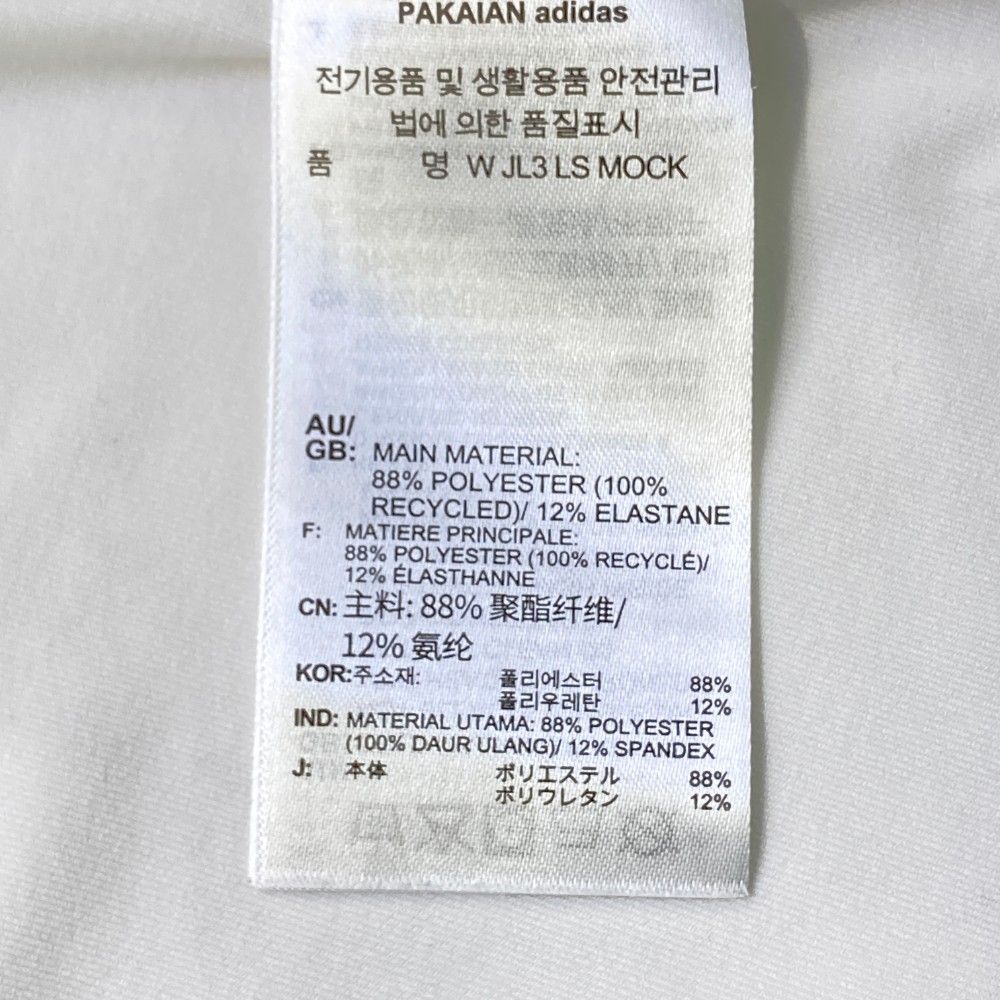 PAKAIAN adidas
전기용품 및 생활용품 안전관리
법에 의한 품질표시
품 명 W JL3 LS MOCK
AU/
GB: MAIN MATERIAL:
88% POLYESTER (100%
RECYCLED)/ 12% ELASTANE
F: MATIERE PRINCIPALE:
88% POLYESTER (100% RECYCLÉ)/
12% ÉLASTHANNE
CN: 主料: 88% 聚酯纤维/
12% 氨纶
KOR:주소재: 폴리에스터 88%
폴리우레탄 12%
IND: MATERIAL UTAMA: 88% POLYESTER
(100% DAUR ULANG)/ 12% SPANDEX
J: 本体 ポリエステル 88%
ポリウレタン 12%